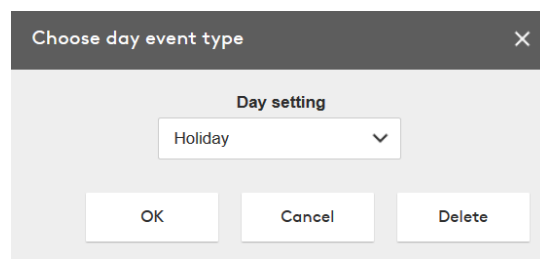 Choose day event type
Day setting
Holiday
OK Cancel Delete